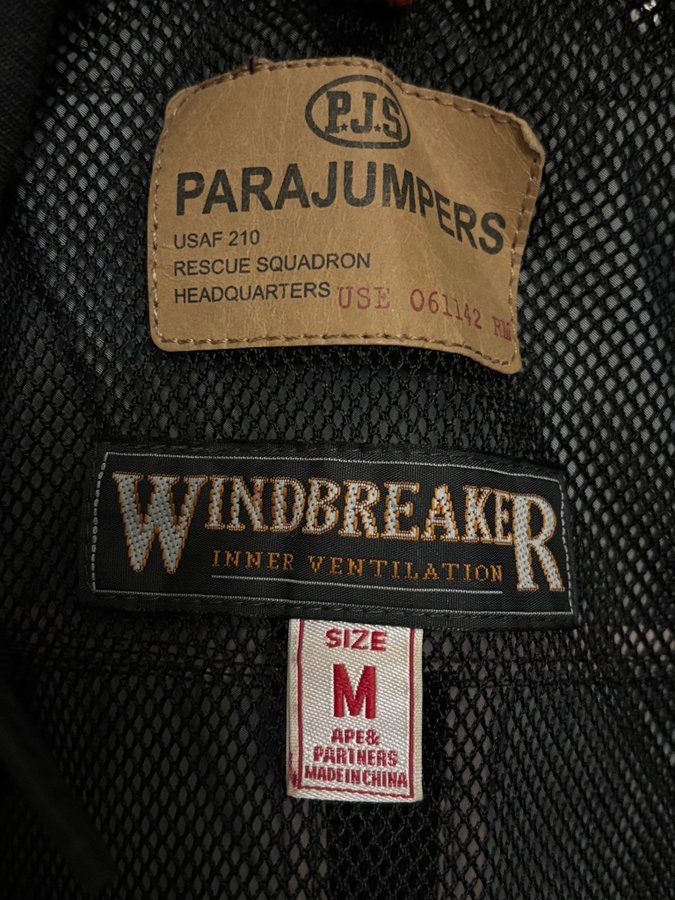 P.J.S
PARAJUMPERS
USAF 210
RESCUE SQUADRON
HEADQUARTERS USE 061142
WINDBREAKER
INNER VENTILATION
SIZE
M
APE&
PARTNERS
MADE IN CHINA